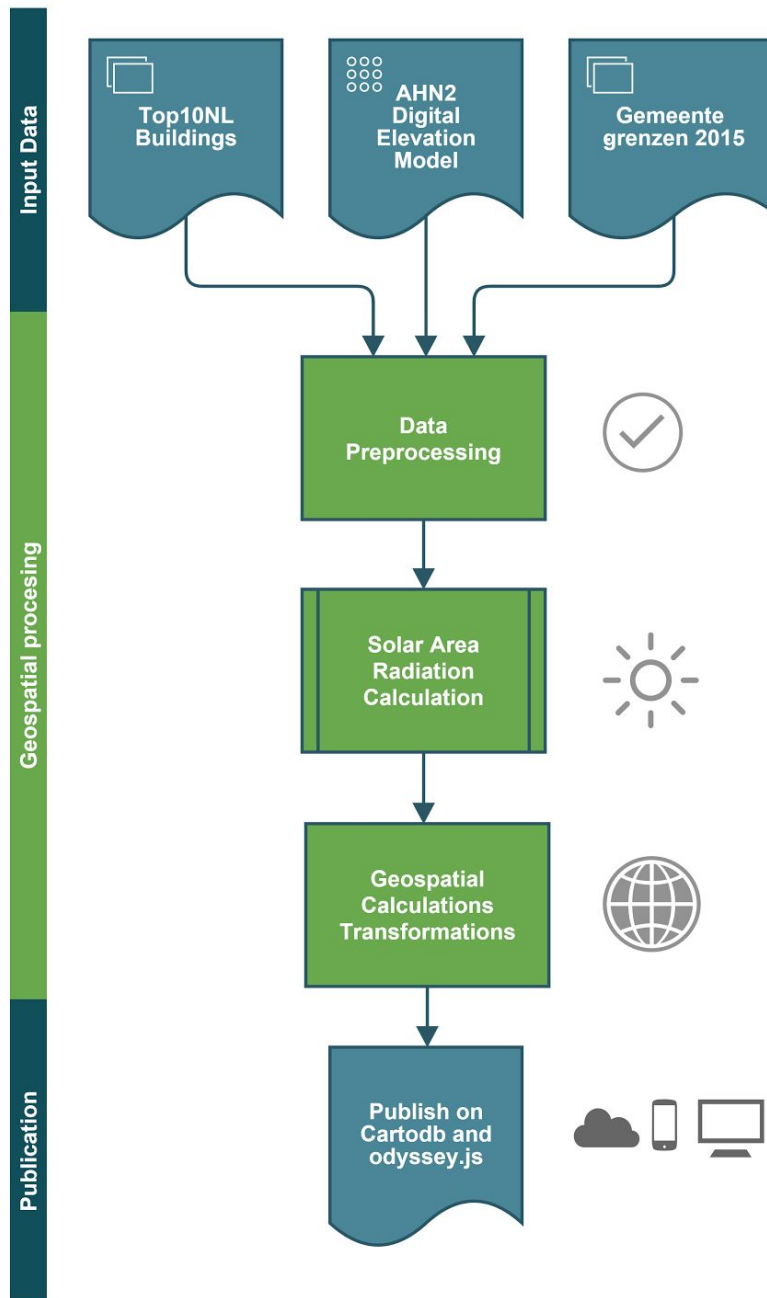 Input Data
Top10NL
Buildings
AHN2
Digital
Elevation
Model
Gemeente
grenzen 2015
Geospatial procesing
Data
Preprocessing
Solar Area
Radiation
Calculation
Geospatial
Calculations
Transformations
Publication
Publish on
Cartodb and
odyssey.js